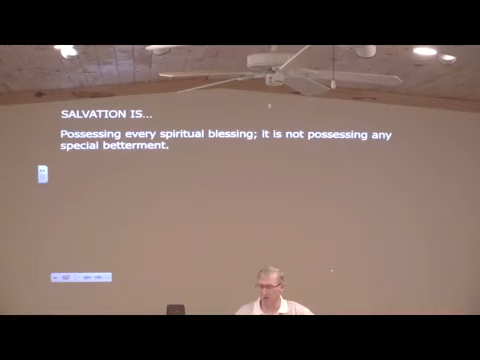 SALVATION IS...
Possessing every spiritual blessing; it is not possessing any
special betterment.